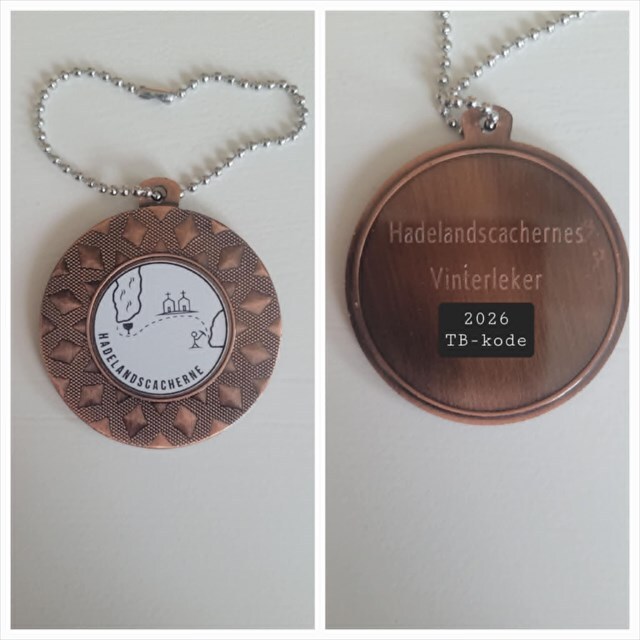 HADELANDSCACHERNE
Hadelandscachernes
Vinterleker
2026
TB-kode